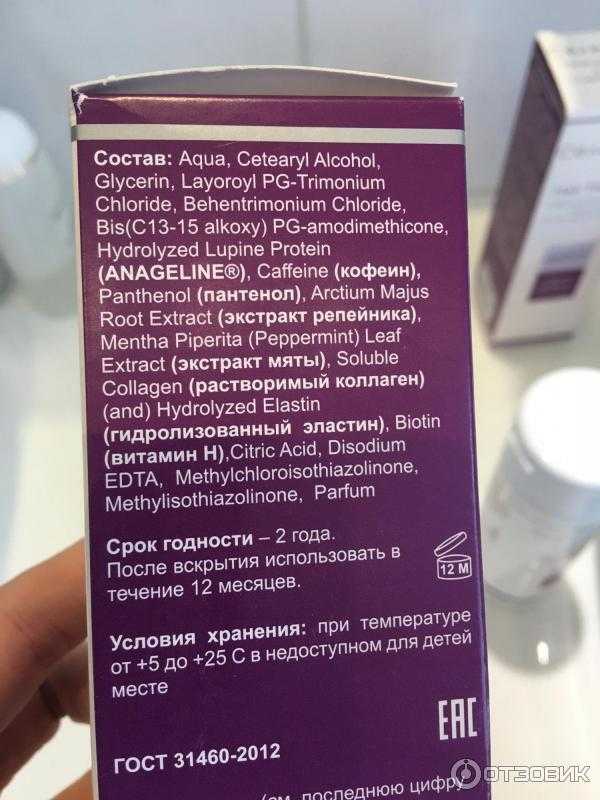 Состав: Aqua, Cetearyl Alcohol,
Glycerin, Layoroyl PG-Trimonium
Chloride, Behentrimonium Chloride,
Bis(C13-15 alkoxy) PG-amodimethicone,
Hydrolyzed Lupine Protein
(ANAGELINE®), Caffeine (кофеин),
Panthenol (пантенол), Arctium Majus
Root Extract (экстракт репейника),
Mentha Piperita (Peppermint) Leaf
Extract (экстракт мяты), Soluble
Collagen (растворимый коллаген)
(and) Hydrolyzed Elastin
(гидролизованный эластин), Biotin
(витамин Н),Citric Acid, Disodium
EDTA, Methylchloroisothiazolinone,
Methylisothiazolinone, Parfum
Срок годности – 2 года.
После вскрытия использовать в
течение 12 месяцев.
12 M
Условия хранения: при температуре
от +5 до +25 С в недоступном для детей
месте
EAC
ГОСТ 31460-2012
(см. последнюю цифру
ОТЗОВИК